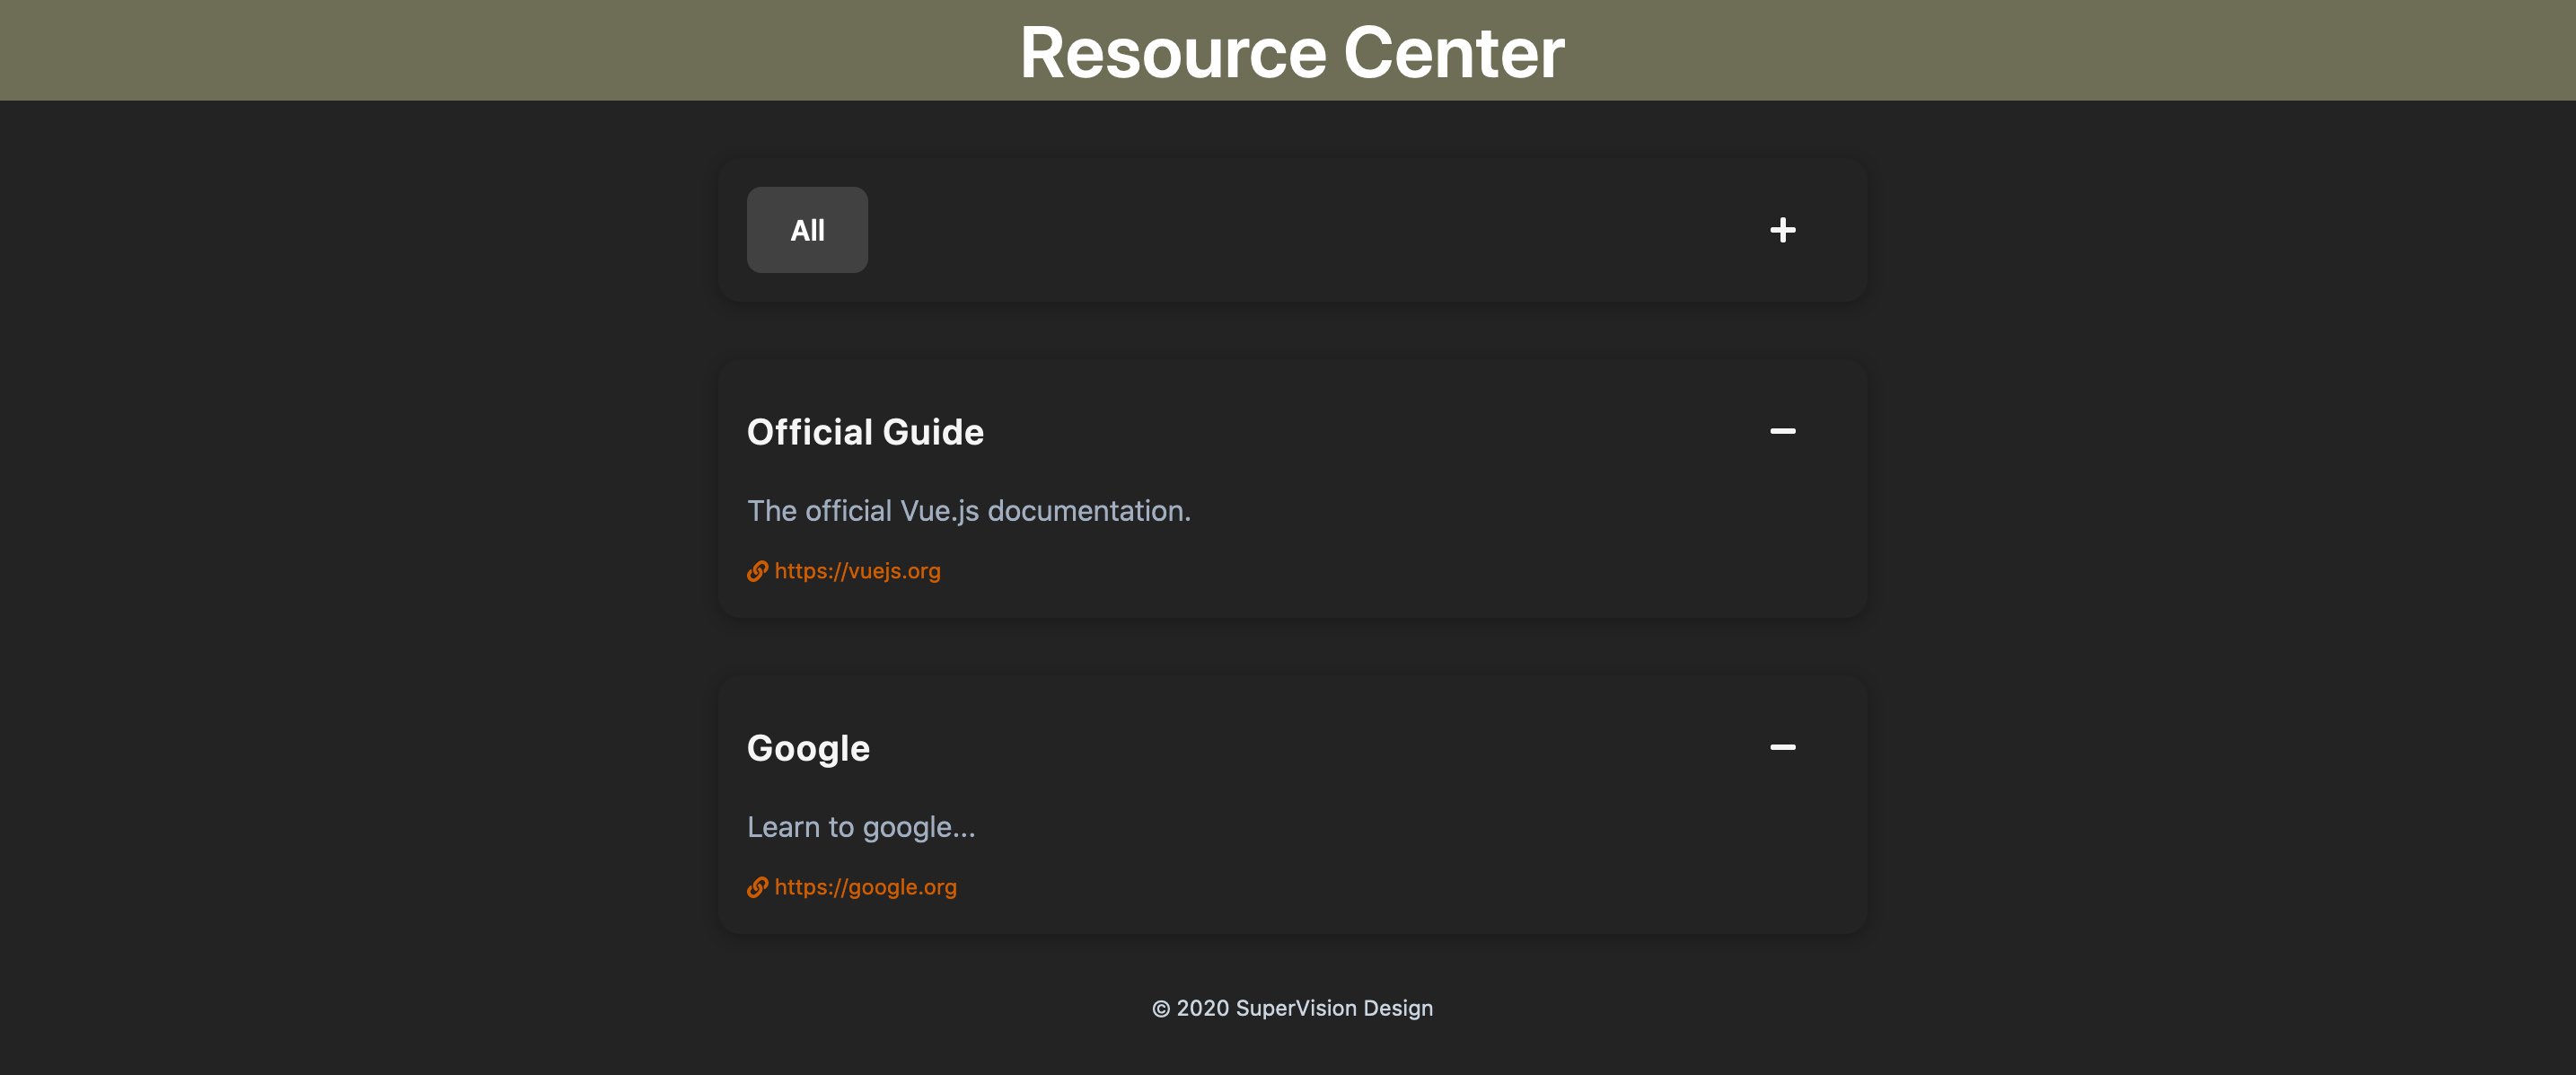 Resource Center
All
Official Guide
The official Vue.js documentation.
https://vuejs.org
Google
Learn to google...
https://google.org
© 2020 SuperVision Design